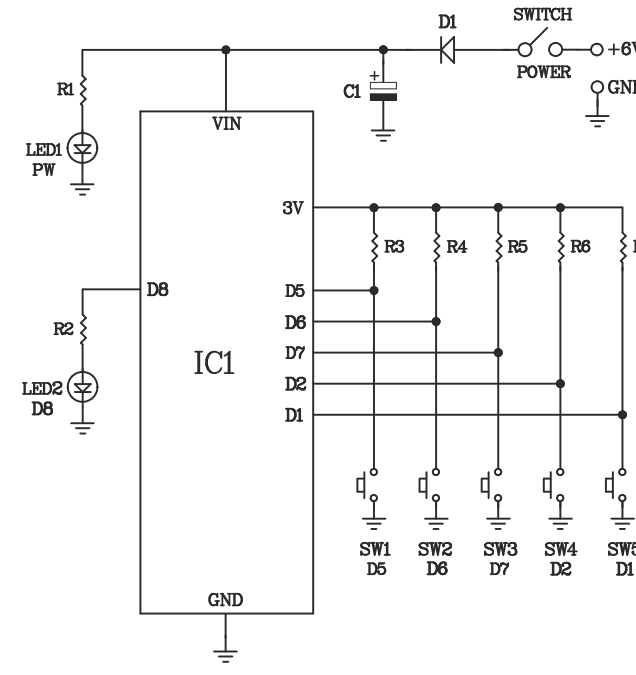 SWITCH
D1
+6V
POWER
GND
R1
C1
+
LED1
PW
VIN
3V
R3
R4
R5
R6
D8
D5
D6
D7
D2
D1
R2
IC1
LED2
D8
SW1
D5
SW2
D6
SW3
D7
SW4
D2
SW5
D1
GND